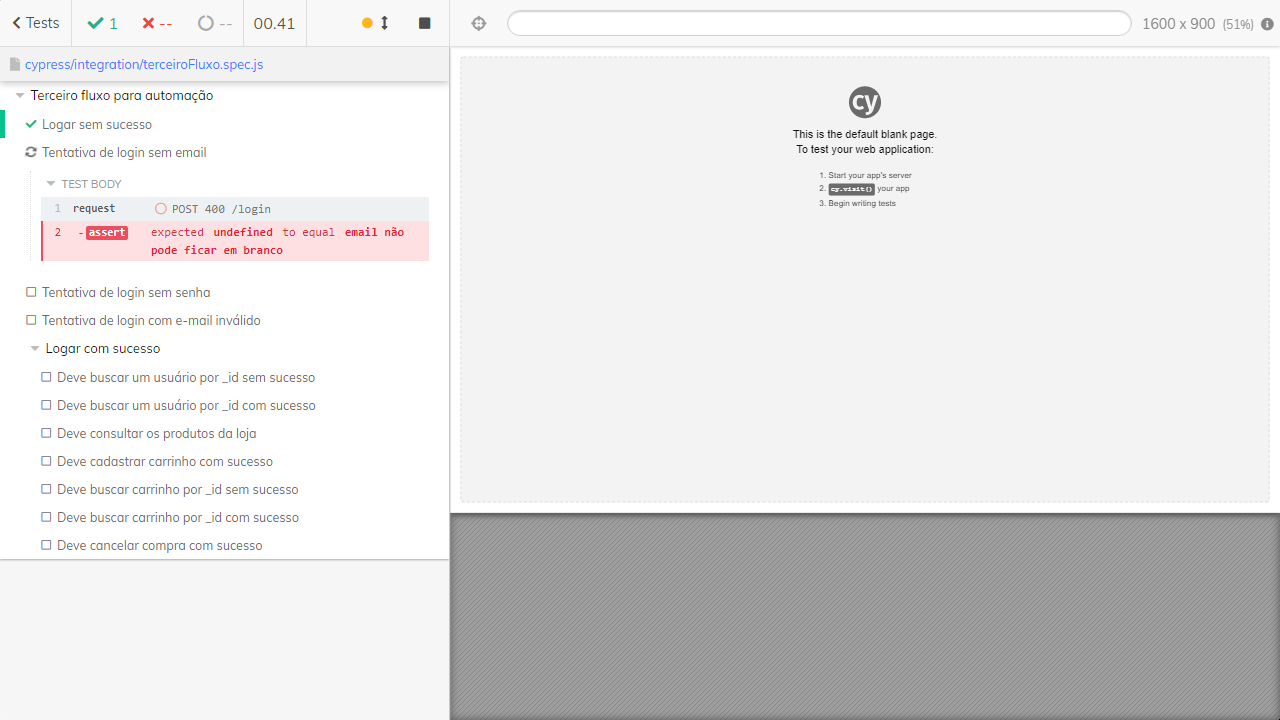 Tests
1
--
--
00.41
1600 x 900 (51%)
cypress/integration/terceiroFluxo.spec.js
Terceiro fluxo para automação
Logar sem sucesso
Tentativa de login sem email
TEST BODY
1 request POST 400 /login
2 -assert expected undefined to equal email não
pode ficar em branco
Tentativa de login sem senha
Tentativa de login com e-mail inválido
Logar com sucesso
Deve buscar um usuário por _id sem sucesso
Deve buscar um usuário por _id com sucesso
Deve consultar os produtos da loja
Deve cadastrar carrinho com sucesso
Deve buscar carrinho por _id sem sucesso
Deve buscar carrinho por _id com sucesso
Deve cancelar compra com sucesso
cy
This is the default blank page.
To test your web application:
1. Start your app's server
2. cy.visit() your app
3. Begin writing tests